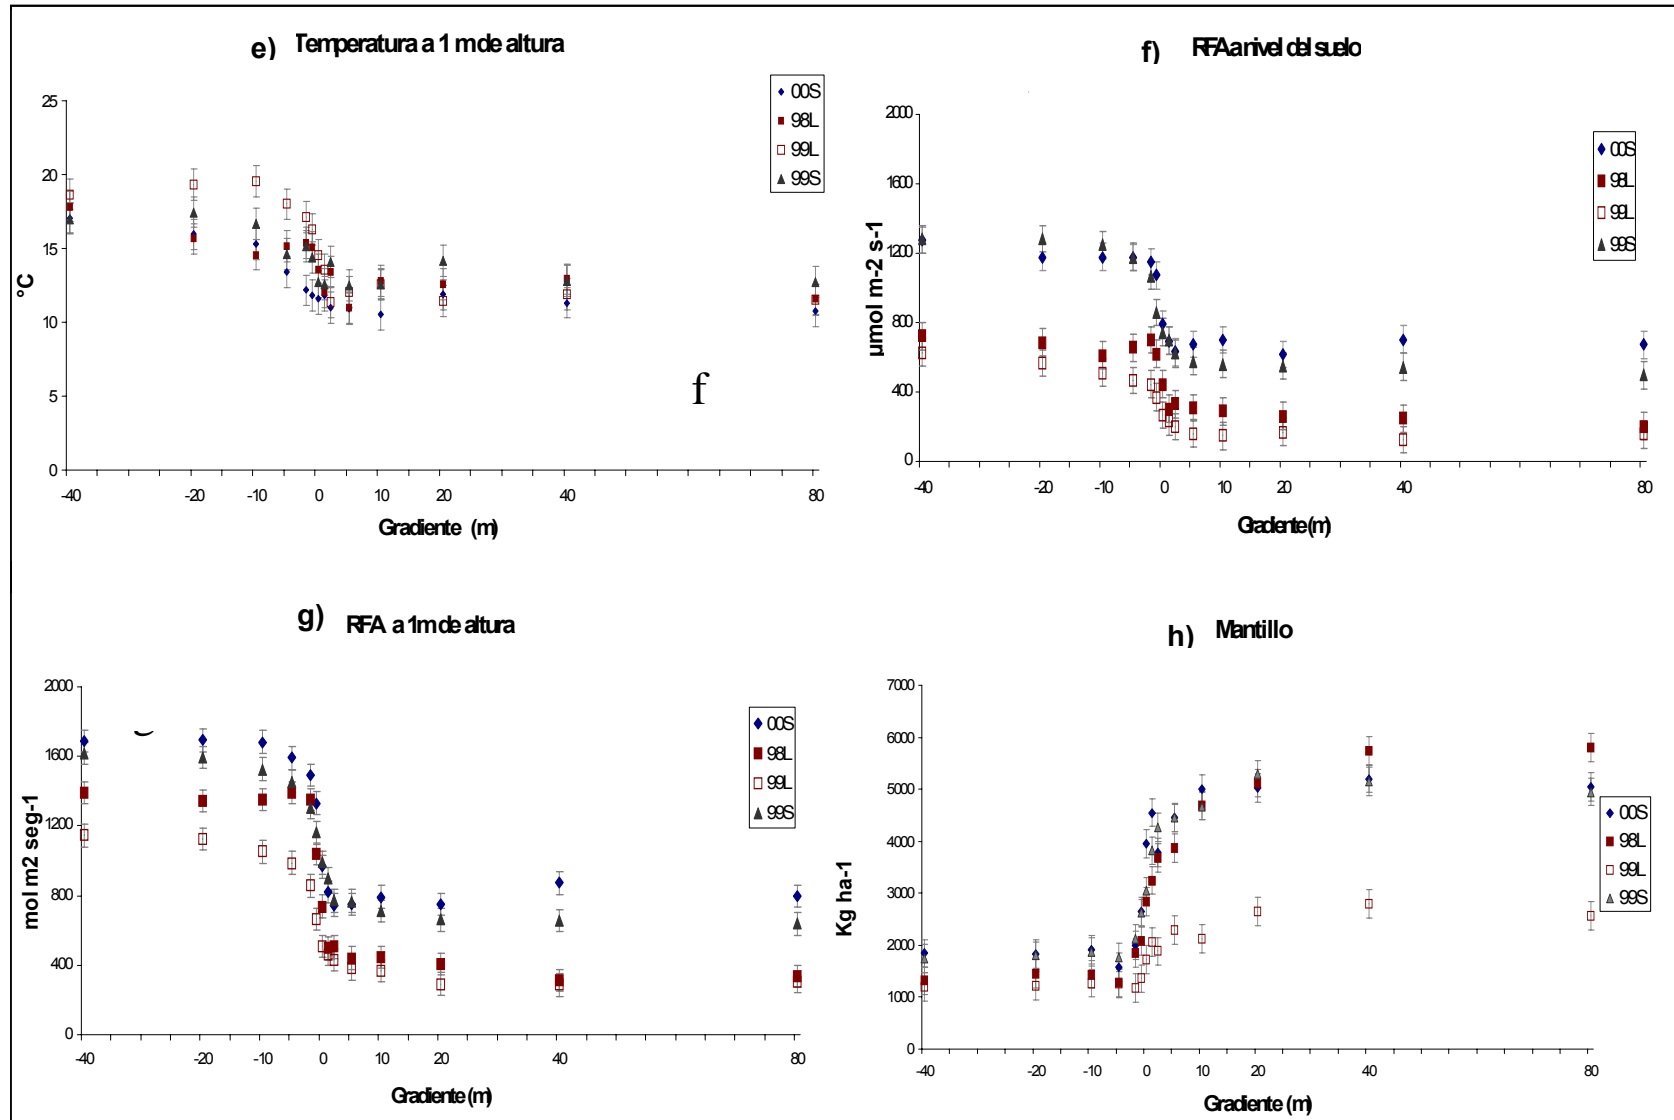 e) Temperatura a 1 m de altura
00S
98L
99L
99S
25
20
15
10
5
0
°C
-40 -20 -10 0 10 20 40 80
Gradiente (m)
f
f) RFA a nivel del suelo
00S
98L
99L
99S
2000
1600
1200
800
400
0
µmol m-2 s-1
-40 -20 -10 0 10 20 40 80
Gradiente (m)
g) RFA a 1m de altura
00S
98L
99L
99S
2000
1600
1200
800
400
0
mol m2 seg-1
-40 -20 -10 0 10 20 40 80
Gradiente (m)
h) Mantillo
00S
98L
99L
99S
7000
6000
5000
4000
3000
2000
1000
0
Kg ha-1
-40 -20 -10 0 10 20 40 80
Gradiente (m)